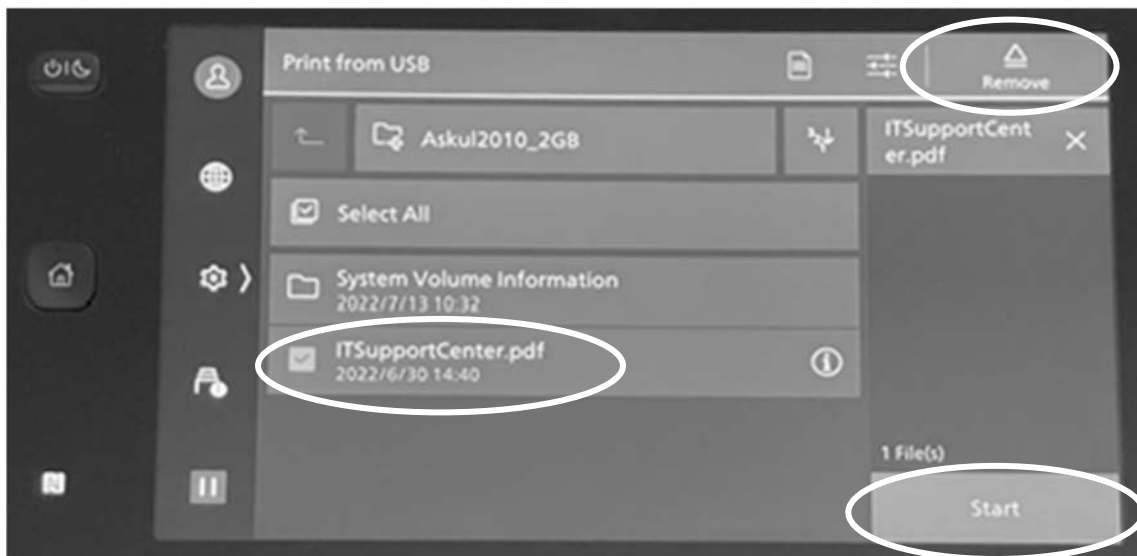 Print from USB
Remove
Askul2010_2GB
ITSupportCent
er.pdf
Select All
System Volume Information
2022/7/13 10:32
ITSupportCenter.pdf
2022/6/30 14:40
1 File(s)
Start